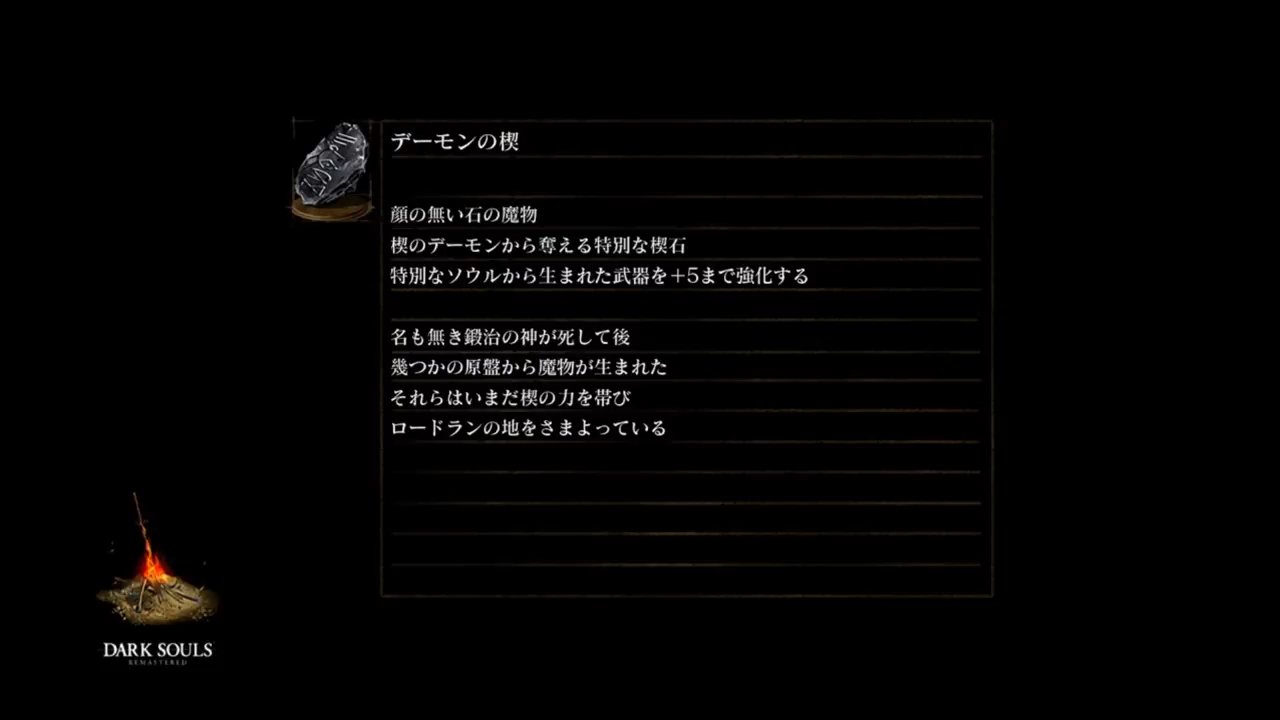 デーモンの楔
顔の無い石の魔物
楔のデーモンから奪える特別な楔石
特別なソウルから生まれた武器を＋5まで強化する
名も無き鍛治の神が死して後
幾つかの原盤から魔物が生まれた
それらはいまだ楔の力を帯び
ロードランの地をさまよっている
DARK SOULS
REMASTERED